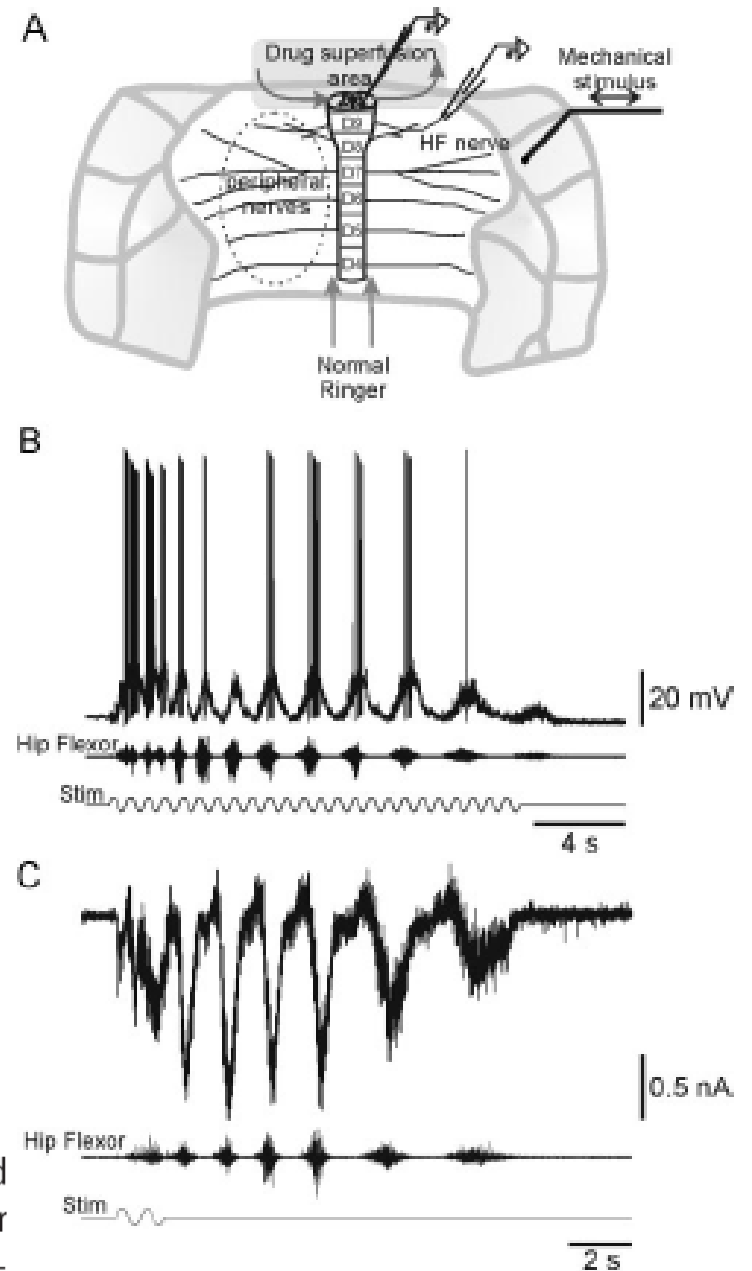 A
Drug superfusion
area
Mechanical
stimulus
HF nerve
D9
D8
D7
D6
D5
peripheral
nerves
Normal
Ringer
B
20 mV
Hip Flexor
Stim
4 s
C
0.5 nA
Hip Flexor
Stim
2 s
d
r